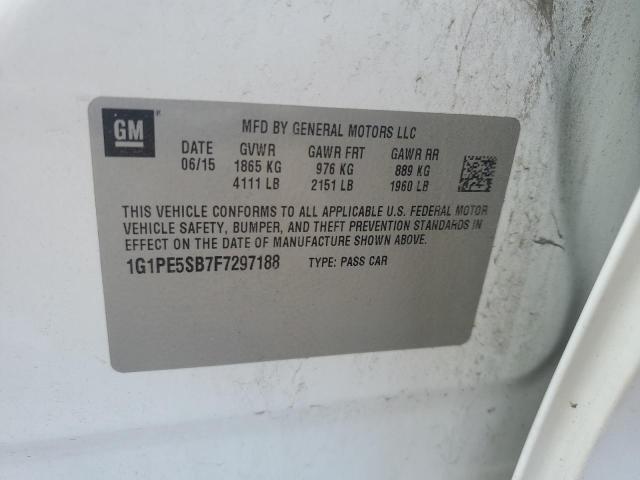 GM
MFD BY GENERAL MOTORS LLC
DATE GVWR GAWR FRT GAWR RR
06/15 1865 KG 976 KG 889 KG
4111 LB 2151 LB 1960 LB
THIS VEHICLE CONFORMS TO ALL APPLICABLE U.S. FEDERAL MOTOR
VEHICLE SAFETY, BUMPER, AND THEFT PREVENTION STANDARDS IN
EFFECT ON THE DATE OF MANUFACTURE SHOWN ABOVE.
1G1PE5SB7F7297188 TYPE: PASS CAR